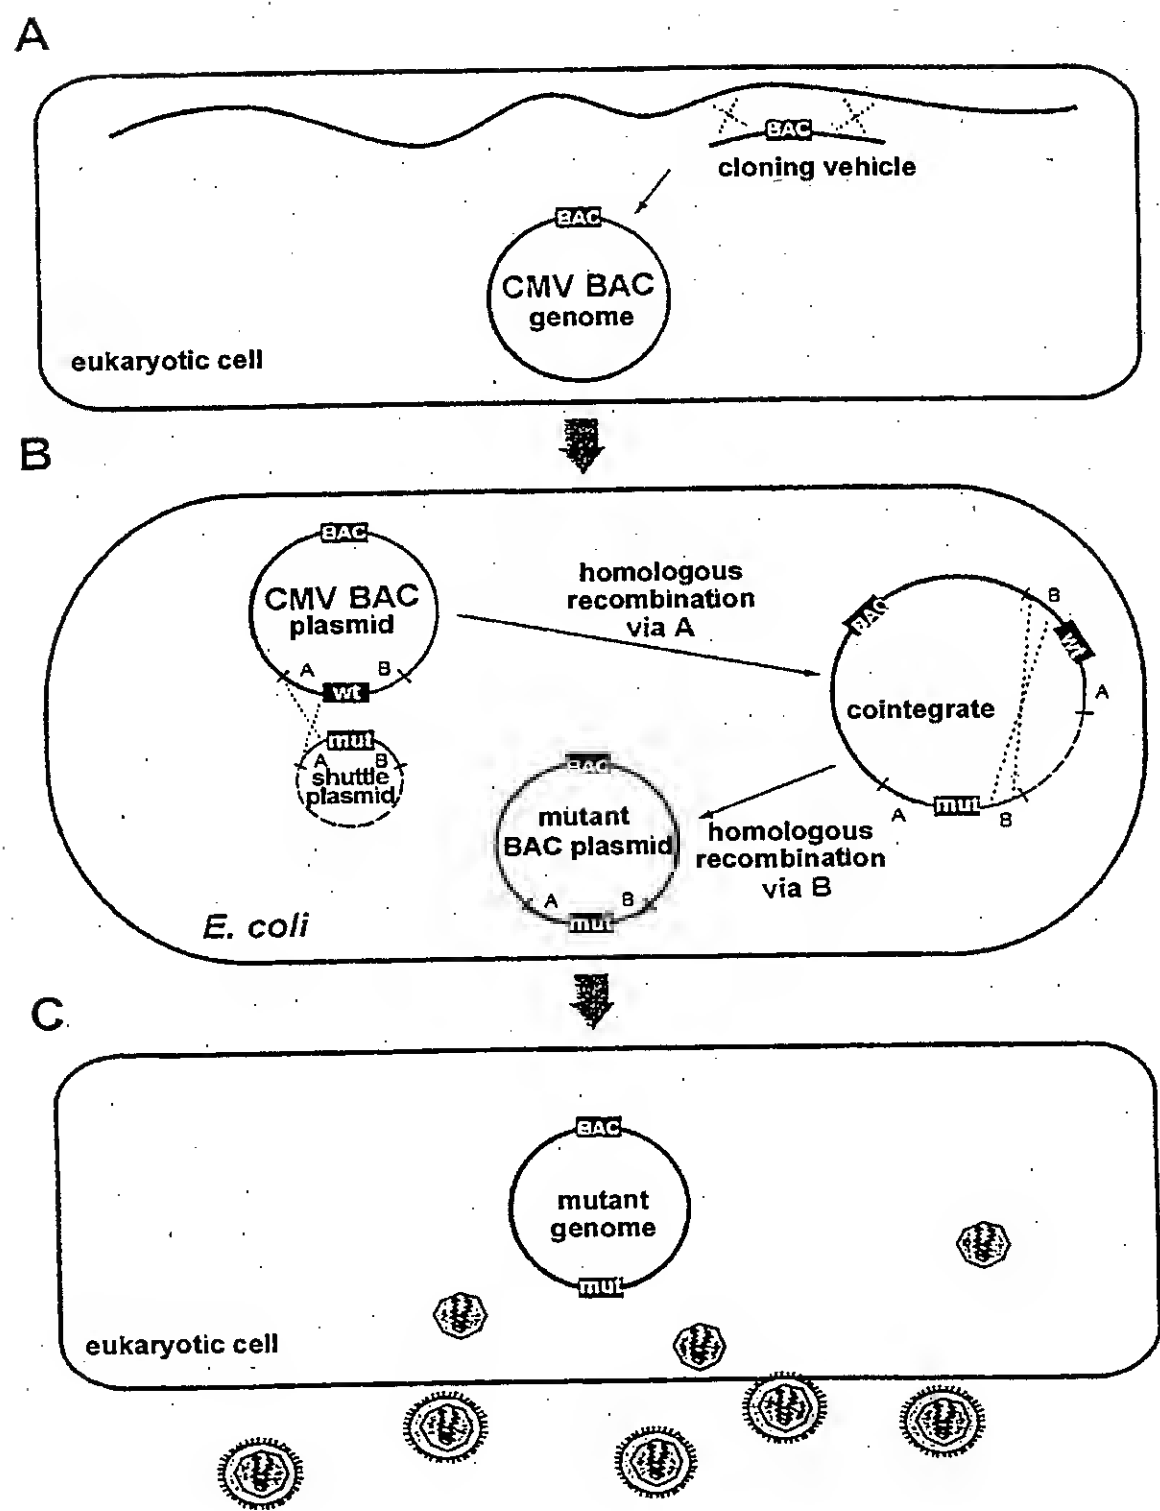 A
BAC
cloning vehicle
BAC
CMV BAC
genome
eukaryotic cell
B
BAC
CMV BAC
plasmid
A B
wt
mut
A B
shuttle
plasmid
homologous
recombination
via A
BAC
B
wt
A
cointegrate
A
mut
B
homologous
recombination
via B
BAC
mutant
BAC plasmid
A B
mut
E. coli
C
BAC
mutant
genome
mut
eukaryotic cell